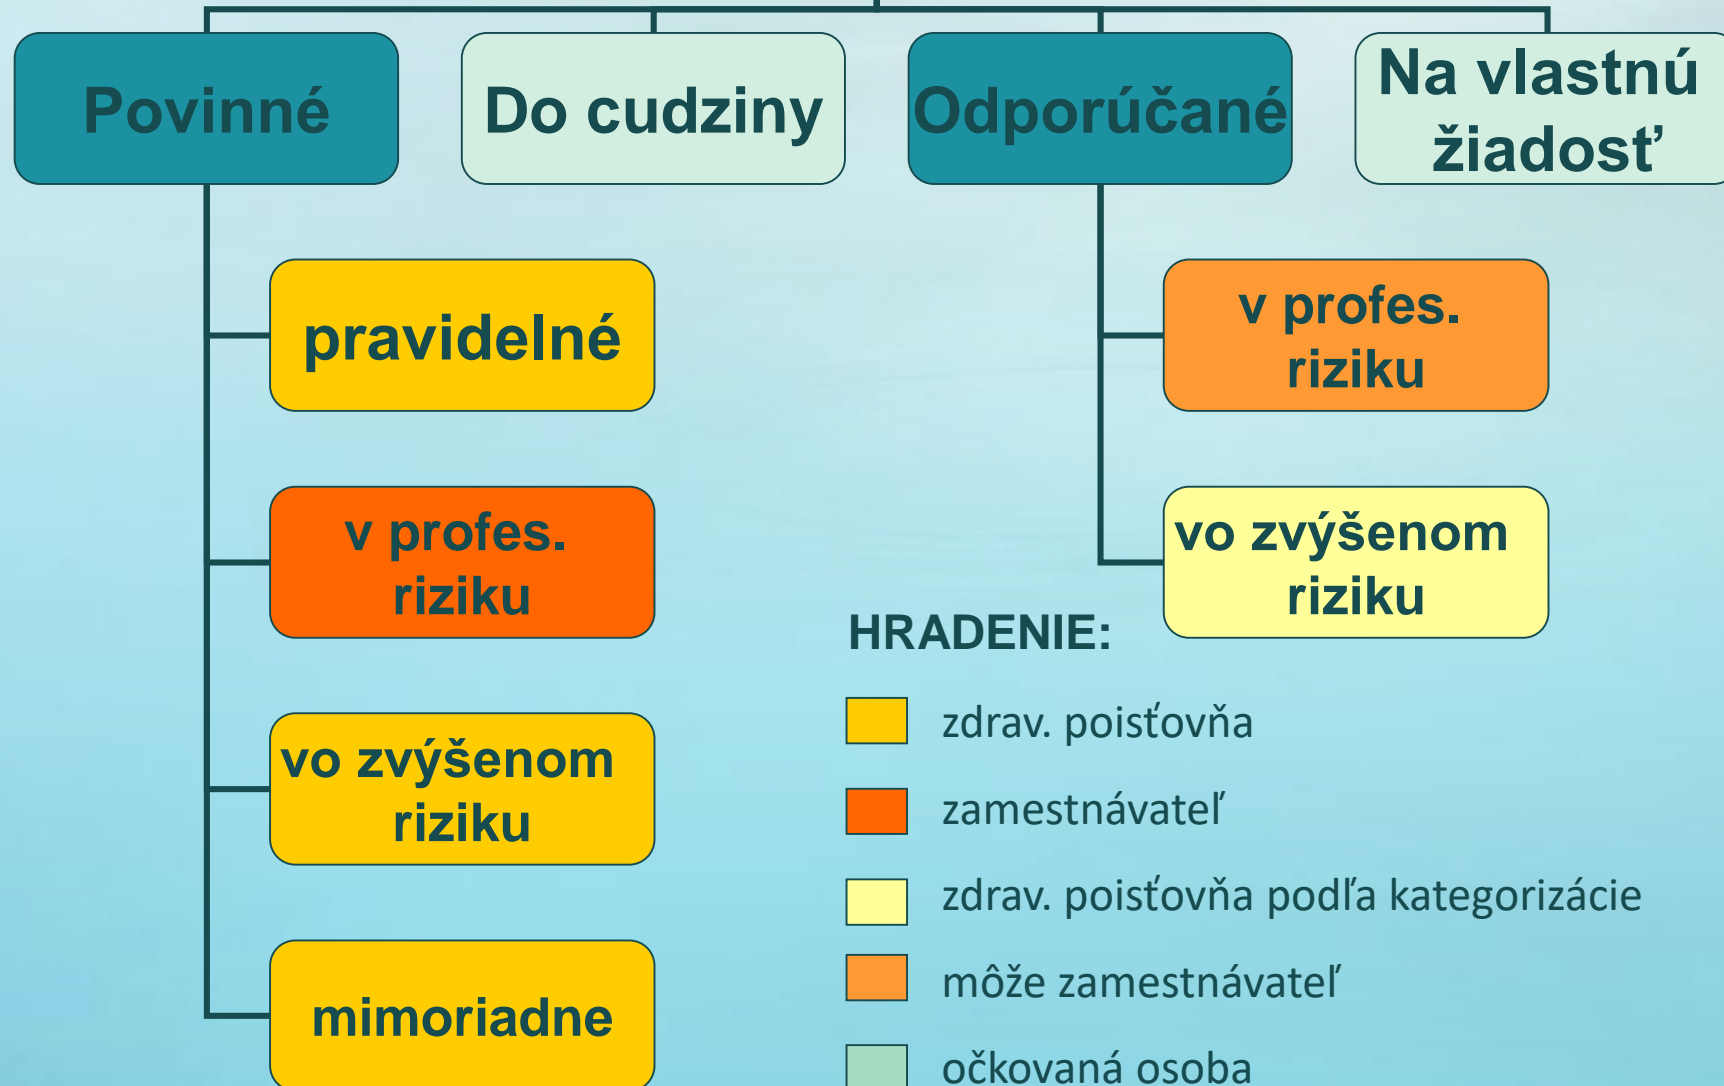 Povinné
Do cudziny
Odporúčané
Na vlastnú
žiadosť
pravidelné
v profes.
riziku
vo zvýšenom
riziku
mimoriadne
v profes.
riziku
vo zvýšenom
riziku
HRADENIE:
zdrav. poisťovňa
zamestnávateľ
zdrav. poisťovňa podľa kategorizácie
môže zamestnávateľ
očkovaná osoba